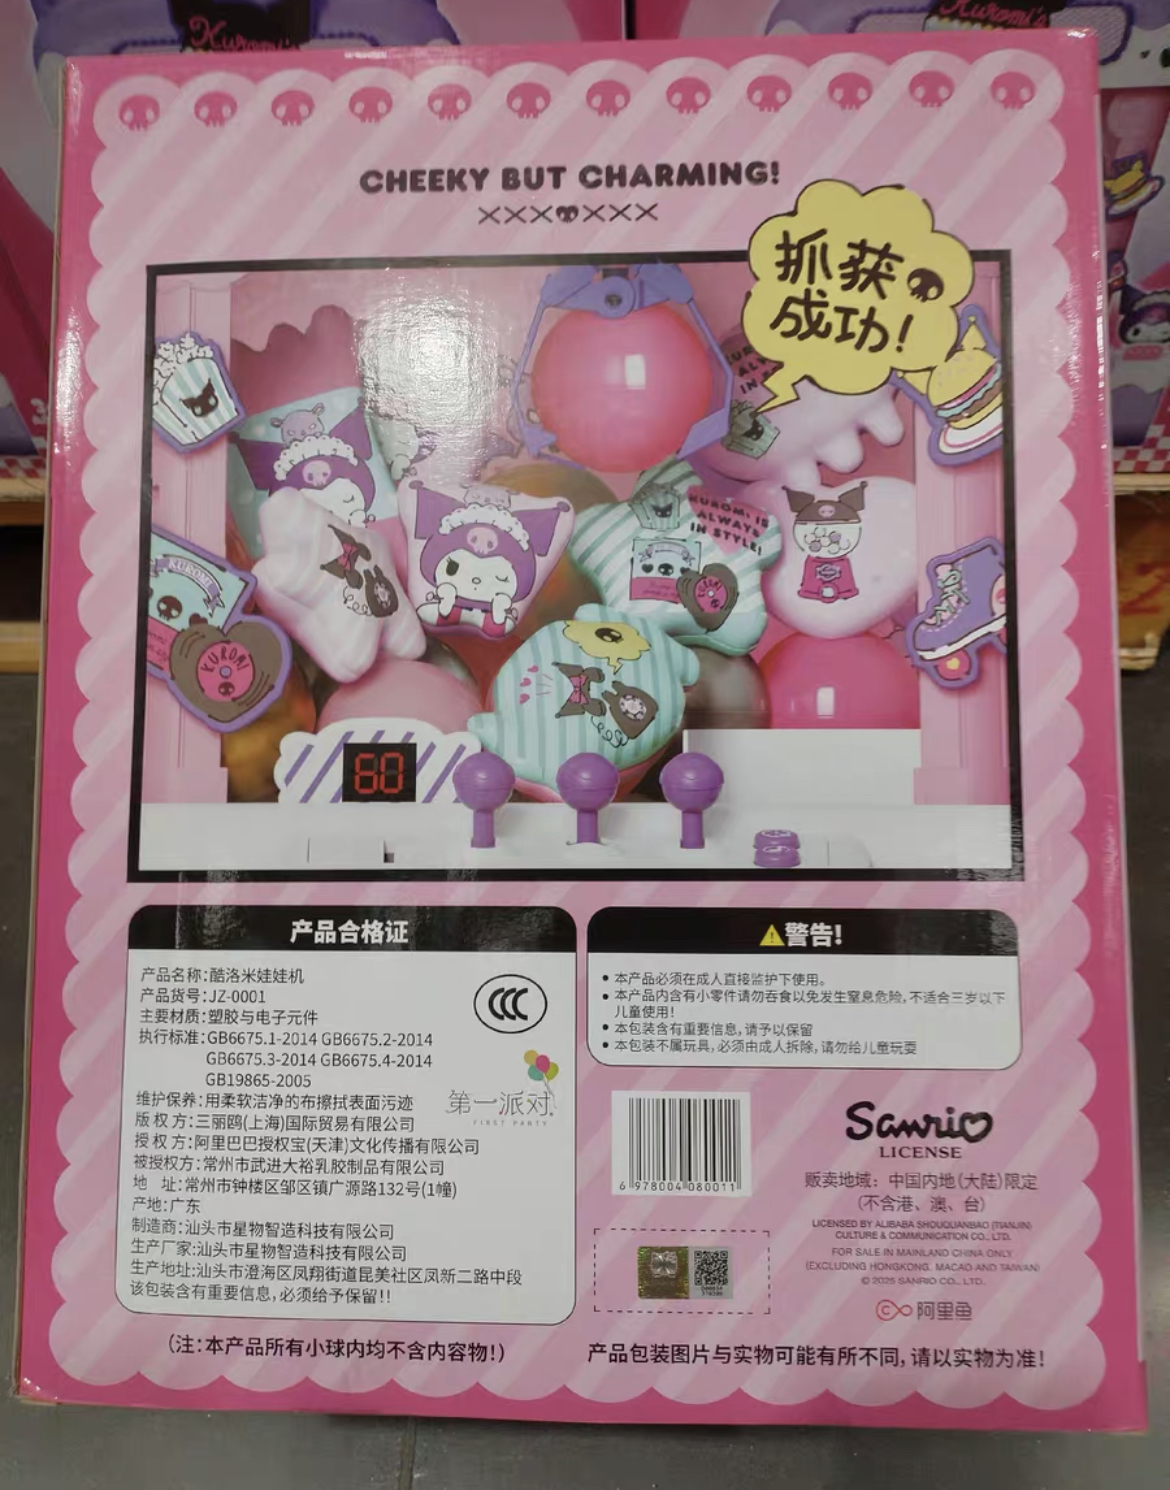 Kuromi's
Kuromi's
CHEEKY BUT CHARMING!
抓获
成功!
KUROMI IS
ALWAYS
IN STYLE!
KUROMI
KUROMI
60
产品合格证
产品名称:酷洛米娃娃机
产品货号:JZ-0001
主要材质:塑胶与电子元件
执行标准:GB6675.1-2014 GB6675.2-2014
GB6675.3-2014 GB6675.4-2014
GB19865-2005
维护保养:用柔软洁净的布擦拭表面污迹
版 权 方:三丽鸥(上海)国际贸易有限公司
授 权 方:阿里巴巴授权宝(天津)文化传播有限公司
被授权方:常州市武进大裕乳胶制品有限公司
地 址:常州市钟楼区邹区镇广源路132号(1幢)
产地:广东
制造商:汕头市星物智造科技有限公司
生产厂家:汕头市星物智造科技有限公司
生产地址:汕头市澄海区凤翔街道昆美社区凤新二路中段
该包装含有重要信息,必须给予保留!!
CCC
第一派对
FIRST PARTY
(注:本产品所有小球内均不含内容物!)
⚠警告!
• 本产品必须在成人直接监护下使用。
• 本产品内含有小零件请勿吞食以免发生窒息危险,不适合三岁以下
儿童使用!
• 本包装含有重要信息,请予以保留
• 本包装不属玩具,必须由成人拆除,请勿给儿童玩耍
6 978004 080011
Sanrio
LICENSE
贩卖地域: 中国内地(大陆)限定
(不含港、澳、台)
LICENSED BY ALIBABA SHOUQUANBAO (TIANJIN)
CULTURE & COMMUNICATION CO., LTD.
FOR SALE IN MAINLAND CHINA ONLY
(EXCLUDING HONGKONG, MACAO AND TAIWAN)
© 2025 SANRIO CO., LTD.
阿里鱼
产品包装图片与实物可能有所不同,请以实物为准!